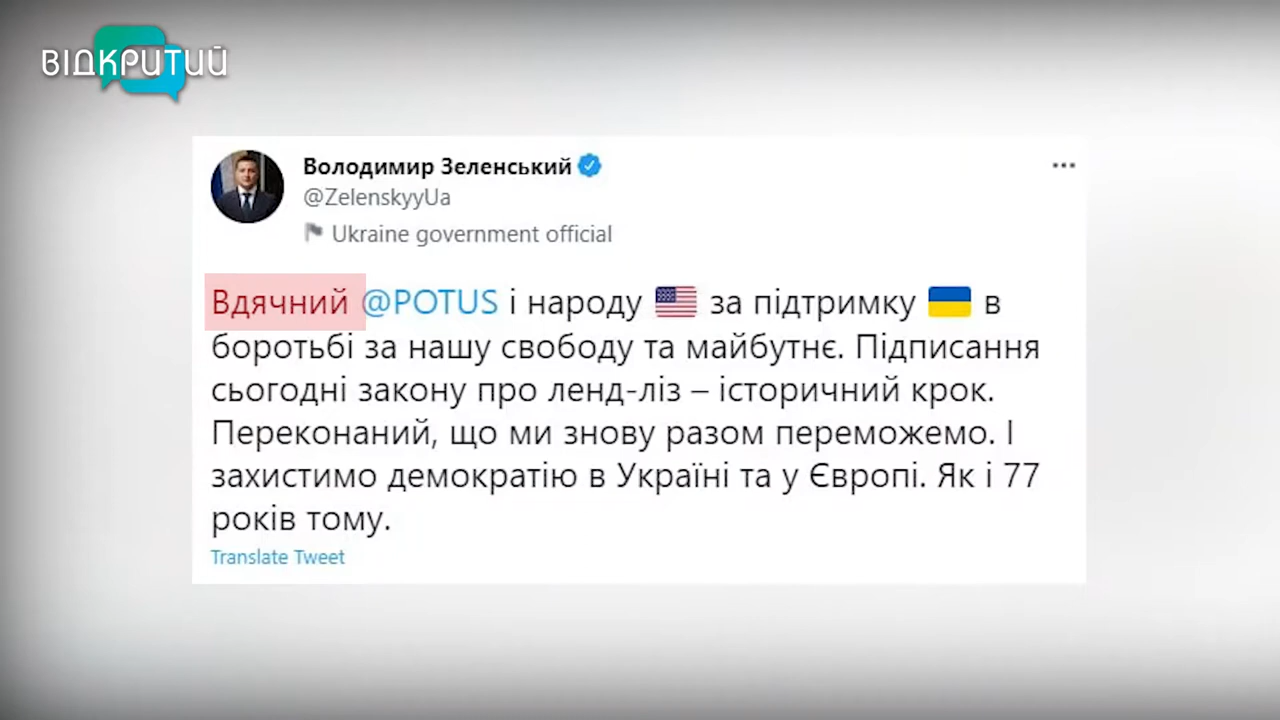 ВІДКРИТИЙ
Володимир Зеленський
@ZelenskyyUa
Ukraine government official
Вдячний @POTUS і народу 🇺🇸 за підтримку 🇺🇦 в
боротьбі за нашу свободу та майбутнє. Підписання
сьогодні закону про ленд-ліз – історичний крок.
Переконаний, що ми знову разом переможемо. І
захистимо демократію в Україні та у Європі. Як і 77
років тому.
Translate Tweet